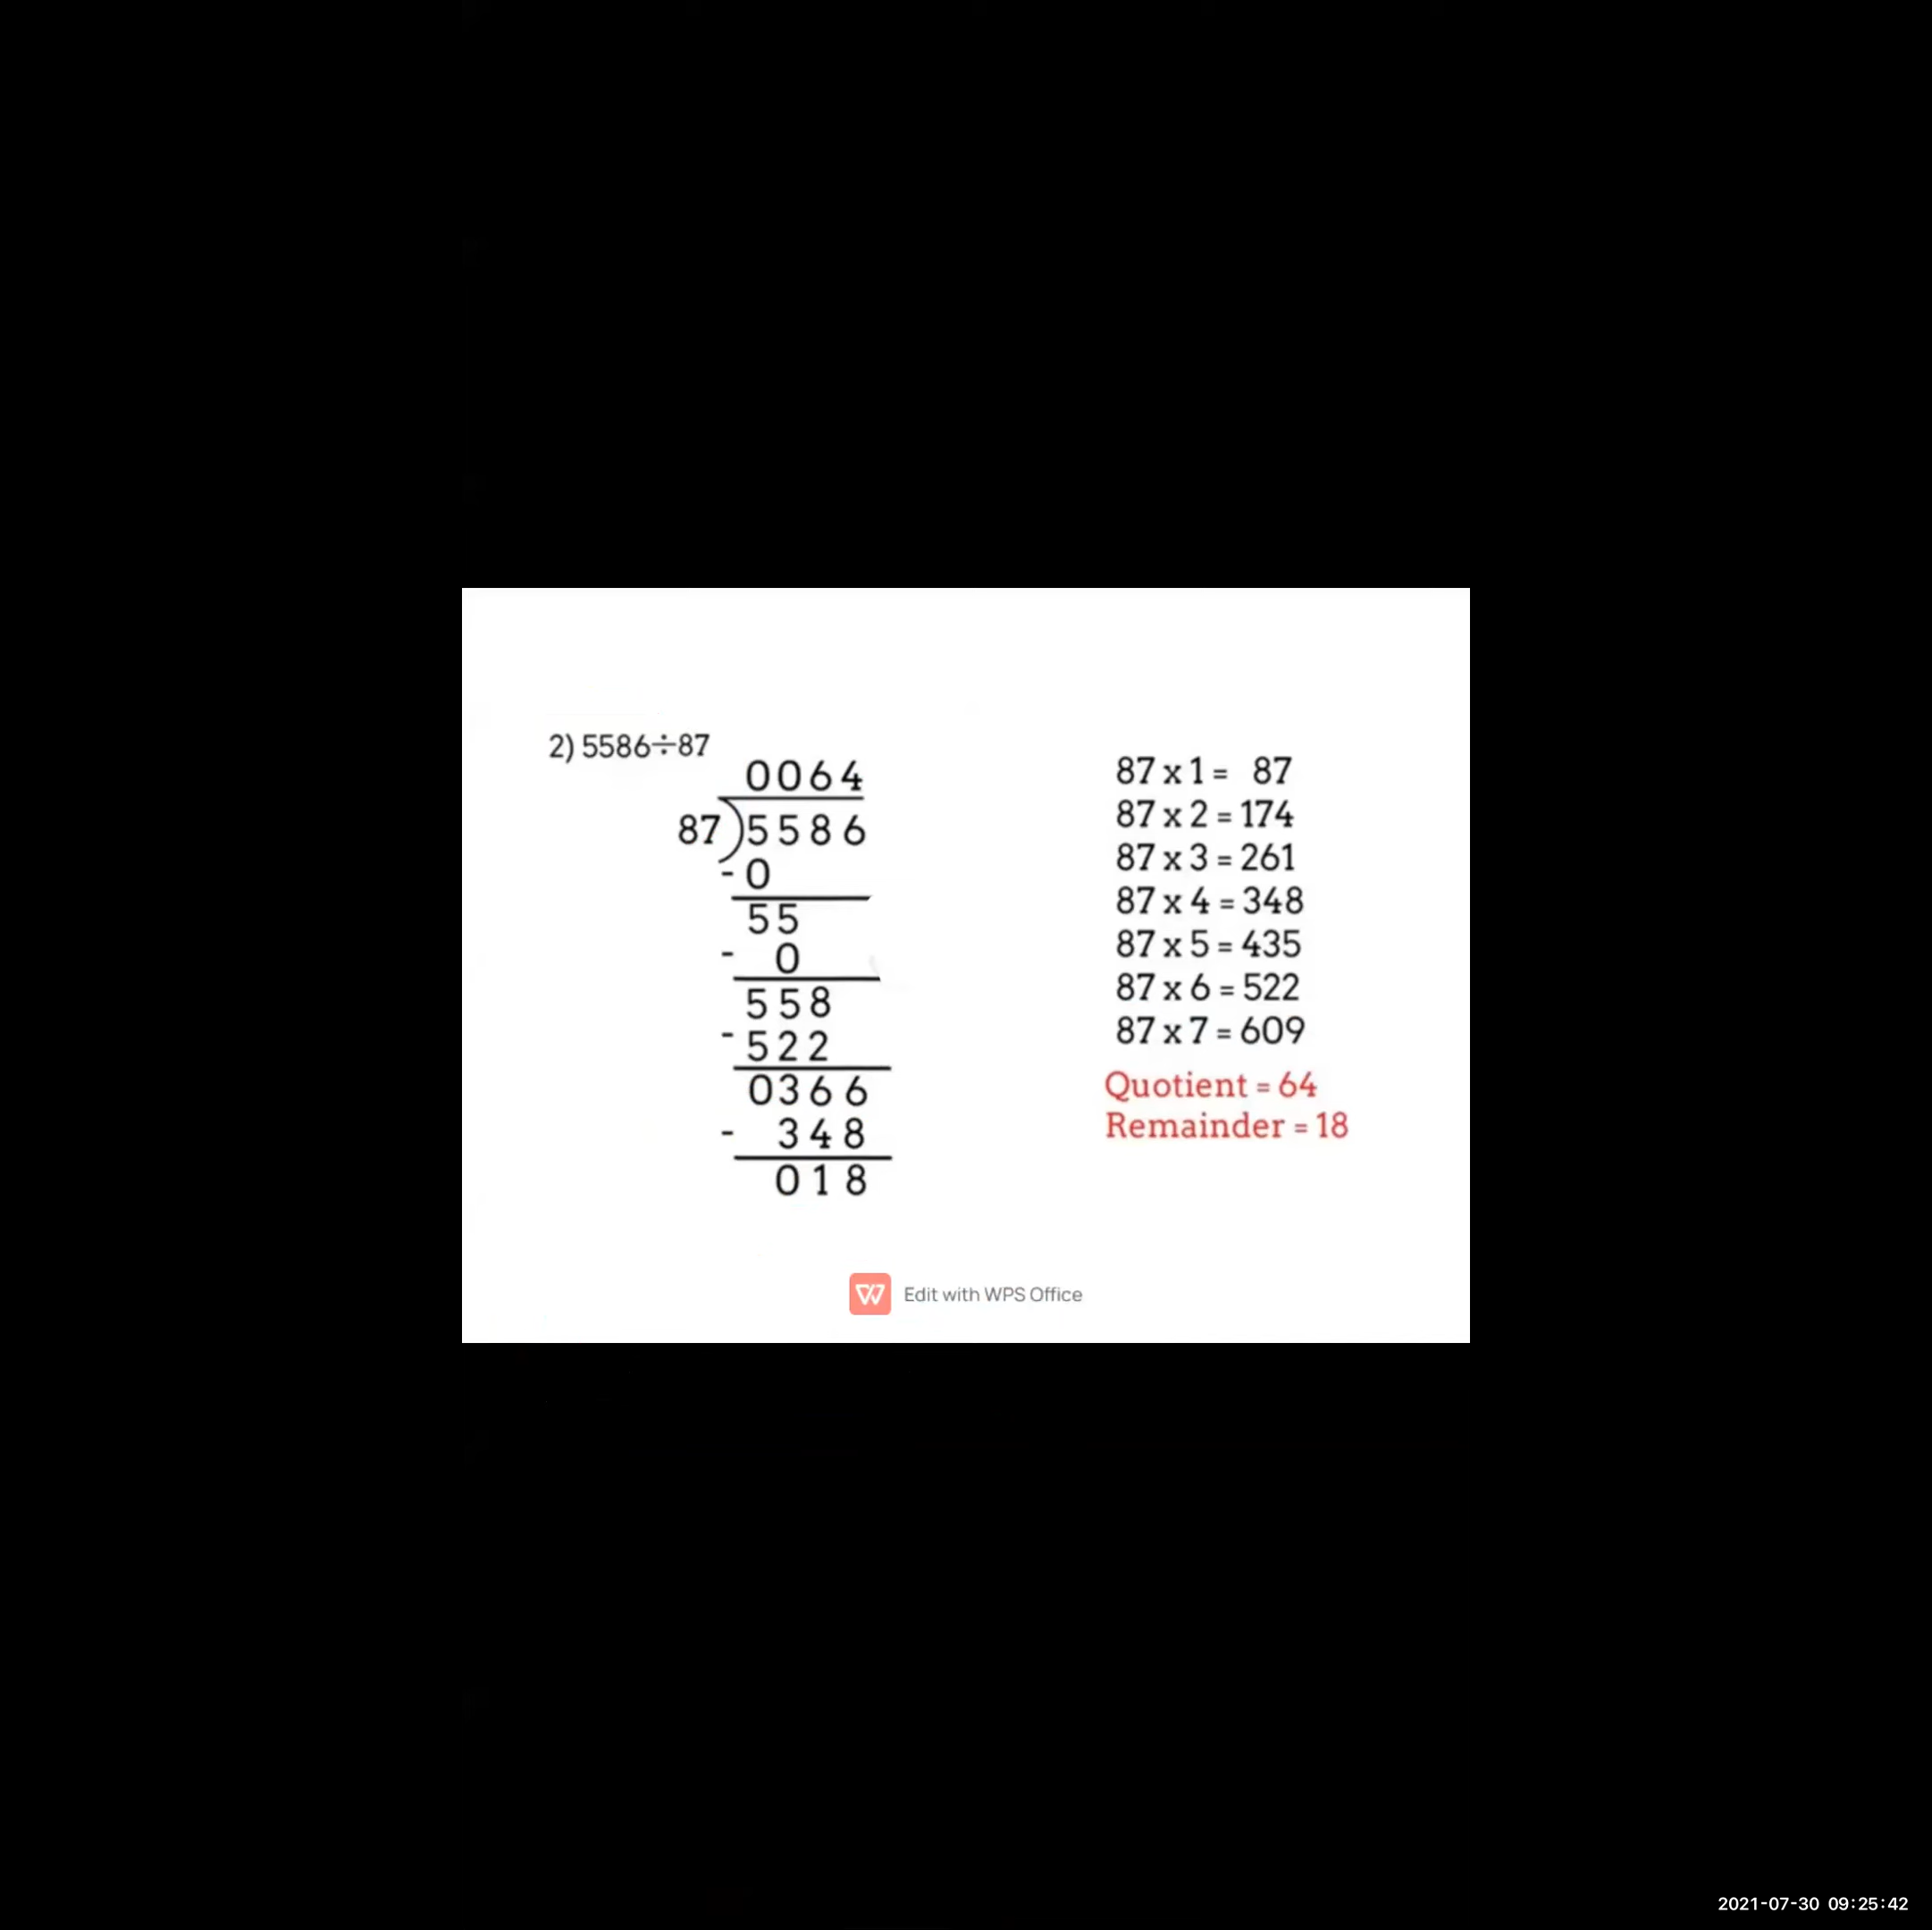 2) 5586÷87
0064
87)5586
-0
55
- 0
558
-522
0366
- 348
018
87 x 1 = 87
87 x 2 = 174
87 x 3 = 261
87 x 4 = 348
87 x 5 = 435
87 x 6 = 522
87 x 7 = 609
Quotient = 64
Remainder = 18
Edit with WPS Office
2021-07-30 09:25:42